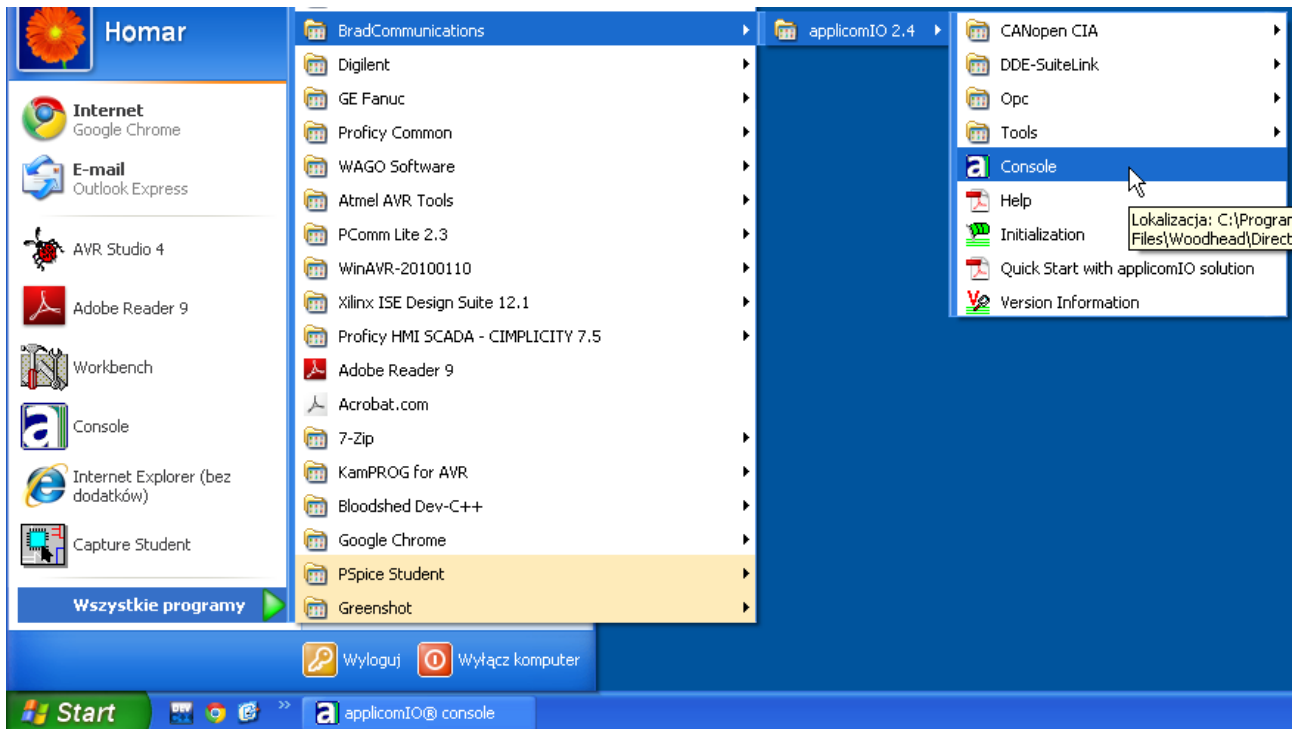 Homar
Internet
Google Chrome
E-mail
Outlook Express
AVR Studio 4
Adobe Reader 9
Workbench
Console
Internet Explorer (bez
dodatków)
Capture Student
Wszystkie programy
BradCommunications
Digilent
GE Fanuc
Proficy Common
WAGO Software
Atmel AVR Tools
PComm Lite 2.3
WinAVR-20100110
Xilinx ISE Design Suite 12.1
Proficy HMI SCADA - CIMPLICITY 7.5
Adobe Reader 9
Acrobat.com
7-Zip
KamPROG for AVR
Bloodshed Dev-C++
Google Chrome
PSpice Student
Greenshot
applicomIO 2.4
CANopen CIA
DDE-SuiteLink
Opc
Tools
Console
Help
Initialization
Quick Start with applicomIO solution
Version Information
Lokalizacja: C:\Progran
Files\Woodhead\Direct
Wyloguj
Wyłącz komputer
Start
DEV
applicomIO® console